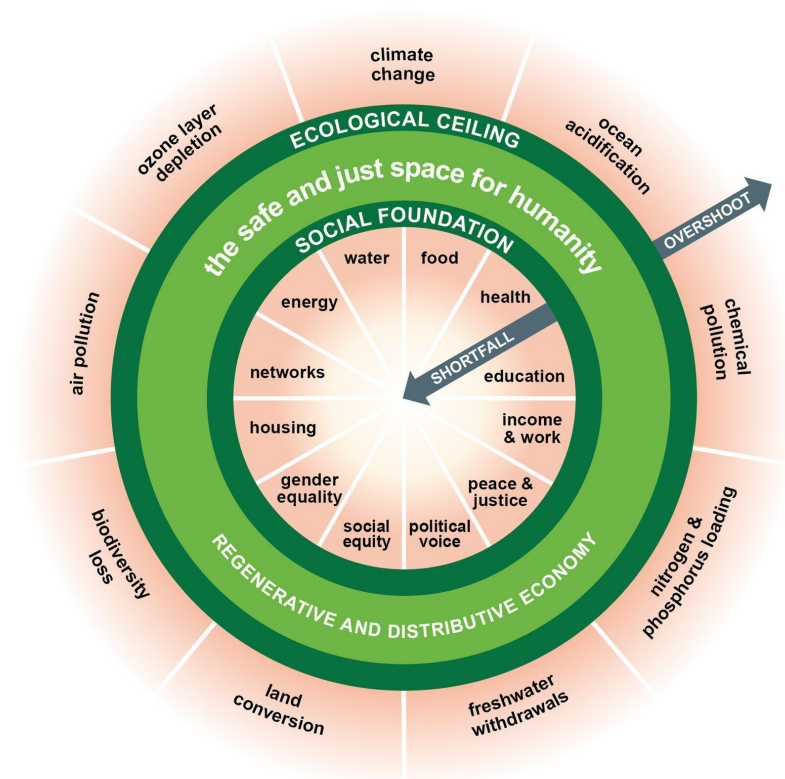 climate
change
ocean
acidification
chemical
pollution
nitrogen &
phosphorus loading
freshwater
withdrawals
land
conversion
biodiversity
loss
air pollution
ozone layer
depletion
OVERSHOOT
ECOLOGICAL CEILING
the safe and just space for humanity
SOCIAL FOUNDATION
water
food
health
SHORTFALL
education
income
& work
peace &
justice
political
voice
social
equity
gender
equality
housing
networks
energy
REGENERATIVE AND DISTRIBUTIVE ECONOMY